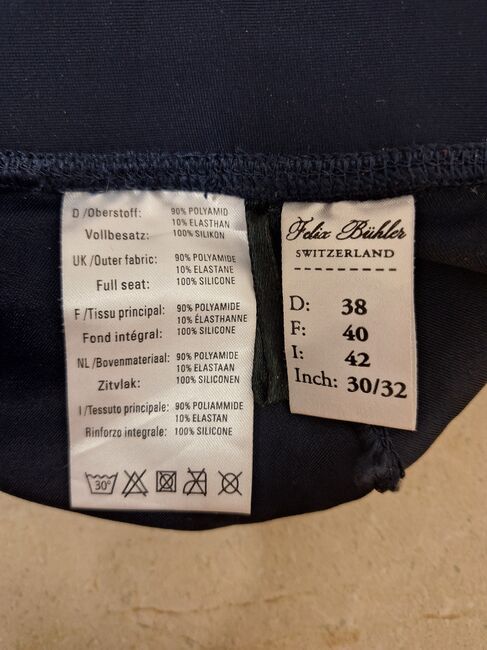 D /Oberstoff: 90% POLYAMID
10% ELASTHAN
Vollbesatz: 100% SILIKON
UK /Outer fabric: 90% POLYAMIDE
10% ELASTANE
Full seat: 100% SILICONE
F /Tissu principal: 90% POLYAMIDE
10% ÉLASTHANNE
Fond intégral: 100% SILICONE
NL /Bovenmateriaal: 90% POLYAMIDE
10% ELASTAAN
Zitvlak: 100% SILICONEN
I /Tessuto principale: 90% POLIAMMIDE
10% ELASTAN
Rinforzo integrale: 100% SILICONE
30°
Felix Bühler
SWITZERLAND
D: 38
F: 40
I: 42
Inch: 30/32